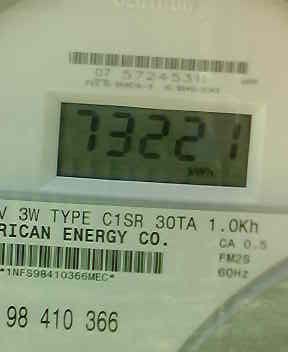 07 5724531
73221
kWh
V 3W TYPE C1SR 30TA 1.0Kh
RICAN ENERGY CO. CA 0.5
FM2S
*1NFS98410366MEC* 60Hz
98 410 366